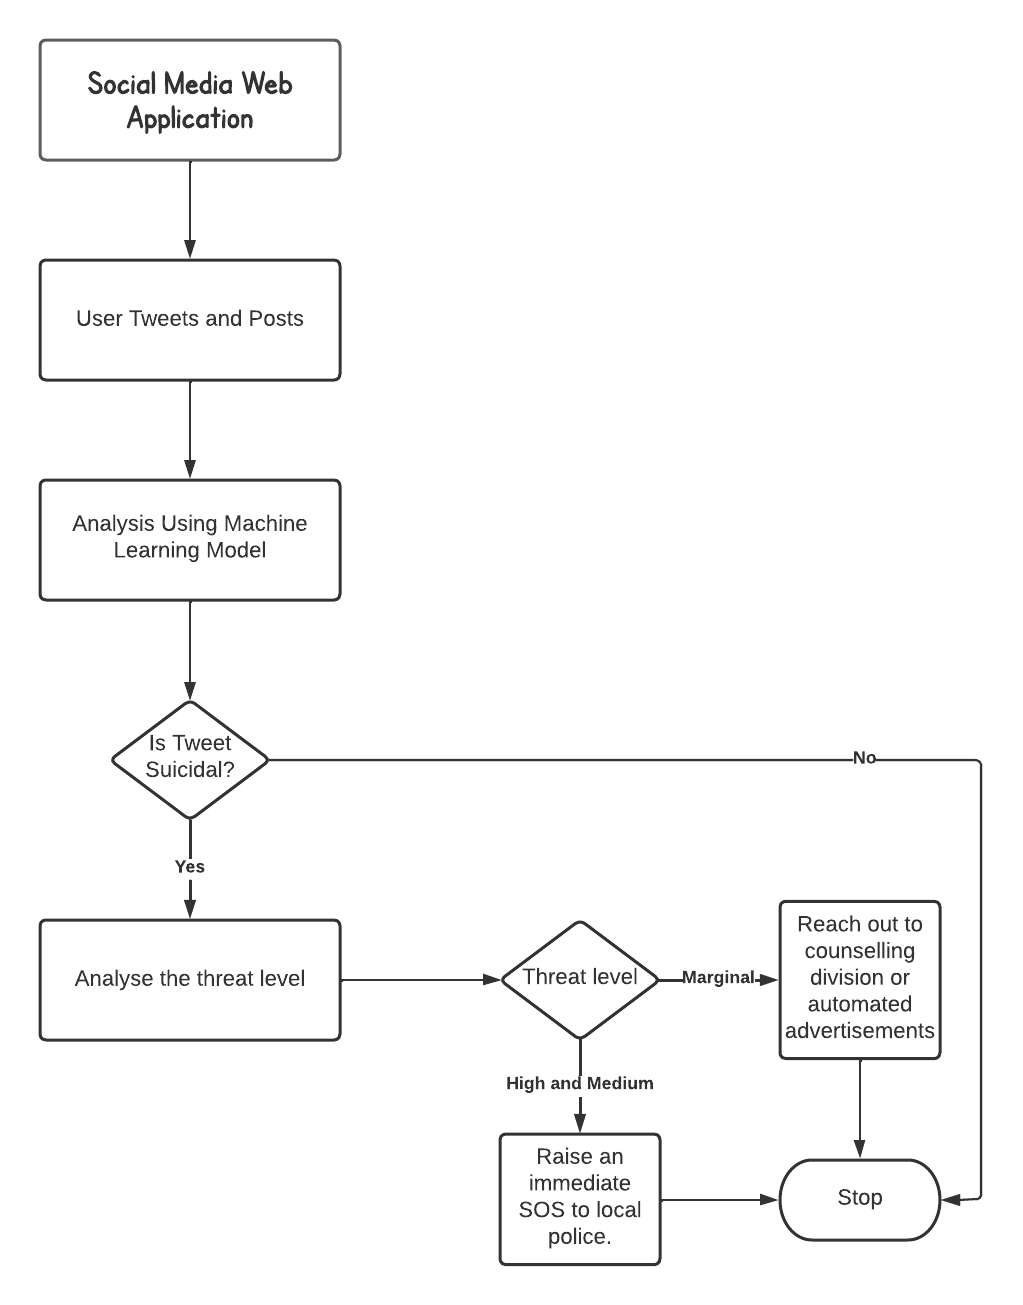 Social Media Web
Application
User Tweets and Posts
Analysis Using Machine
Learning Model
Is Tweet
Suicidal?
No
Yes
Analyse the threat level
Threat level
Marginal
Reach out to
counselling
division or
automated
advertisements
High and Medium
Raise an
immediate
SOS to local
police.
Stop